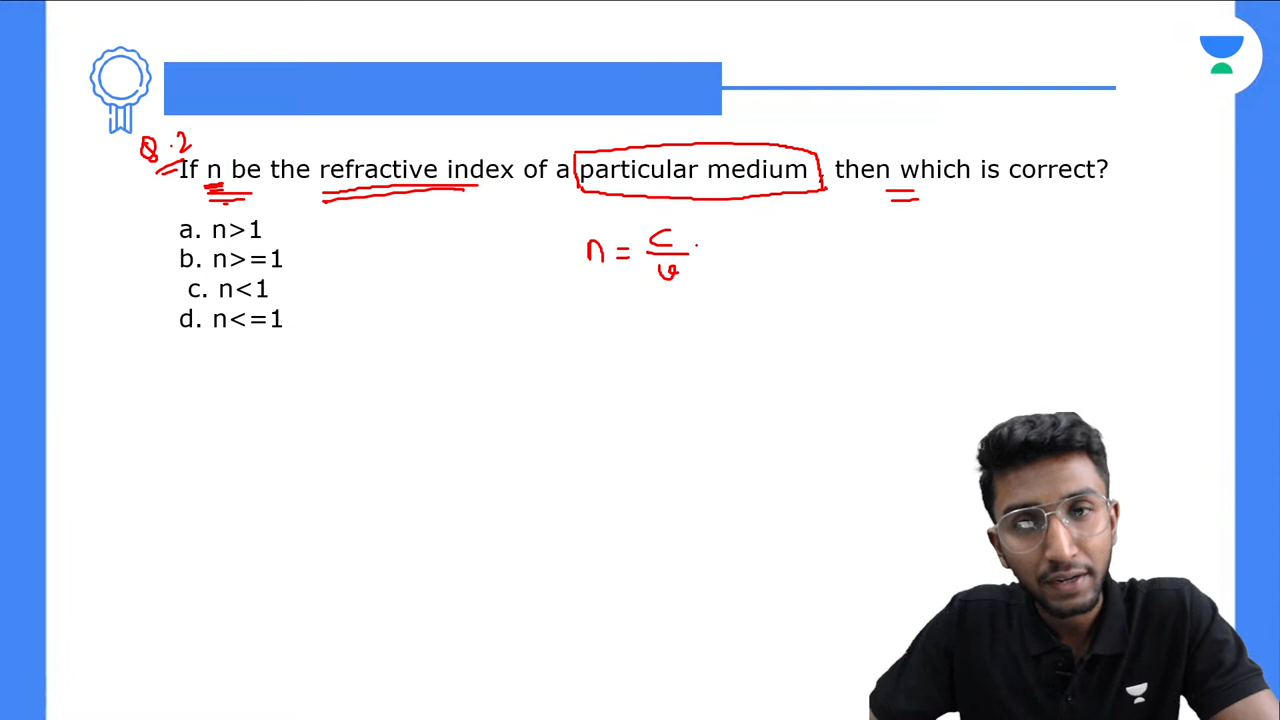 Q.2
If n be the refractive index of a particular medium then which is correct?
a. n>1
b. n>=1
c. n<1
d. n<=1
n = c/v